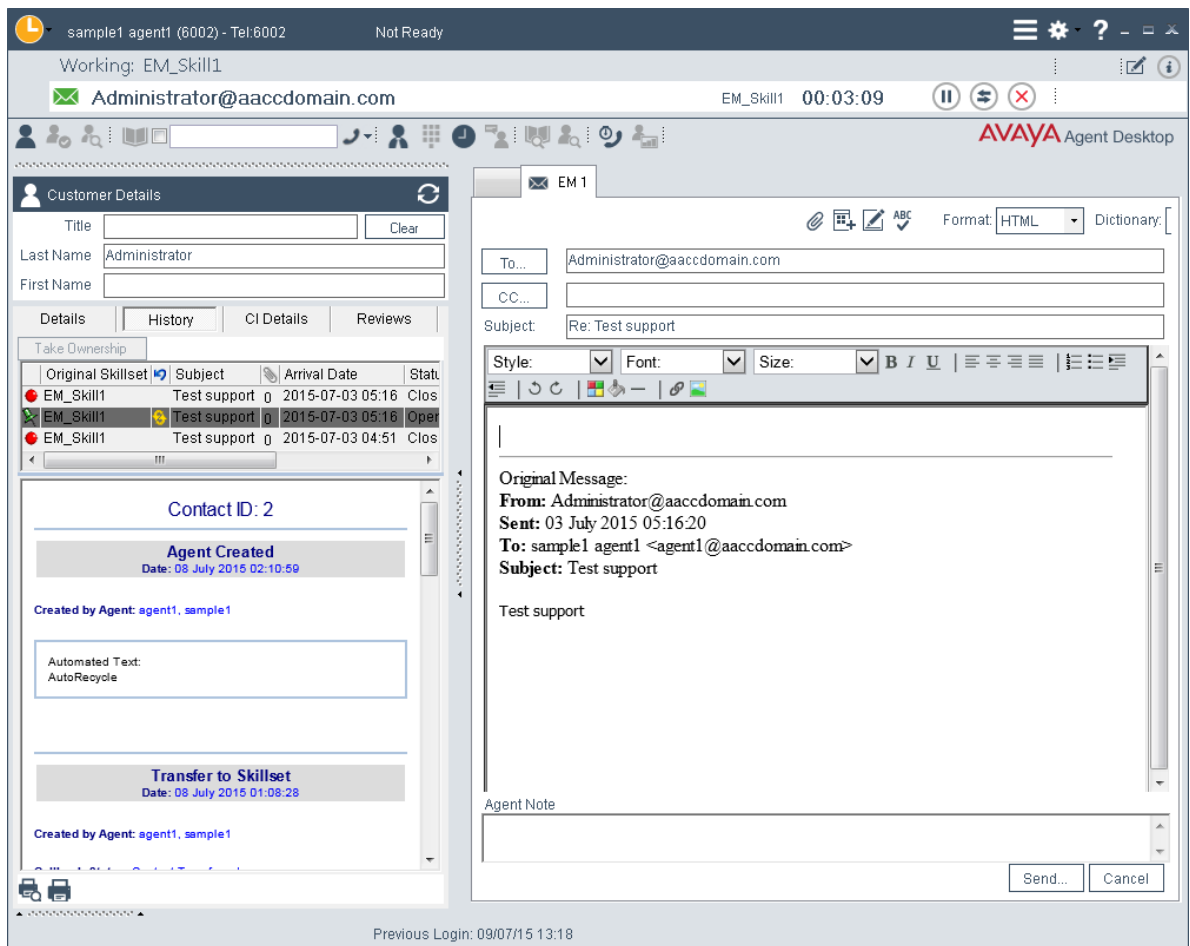 sample1 agent1 (6002) - Tel:6002 Not Ready ?
Working: EM_Skill1
Administrator@aaccdomain.com EM_Skill1 00:03:09
AVAYA Agent Desktop
Customer Details
Title Clear
Last Name Administrator
First Name
Details History CI Details Reviews
Take Ownership
Original Skillset Subject Arrival Date Statu
EM_Skill1 Test support 0 2015-07-03 05:16 Clos
EM_Skill1 Test support 0 2015-07-03 05:16 Oper
EM_Skill1 Test support 0 2015-07-03 04:51 Clos
Contact ID: 2
Agent Created
Date: 08 July 2015 02:10:59
Created by Agent: agent1, sample1
Automated Text:
AutoRecycle
Transfer to Skillset
Date: 08 July 2015 01:08:28
Created by Agent: agent1, sample1
EM 1
ABC Format: HTML Dictionary:
To... Administrator@aaccdomain.com
CC...
Subject: Re: Test support
Style: Font: Size: B I U
Original Message:
From: Administrator@aaccdomain.com
Sent: 03 July 2015 05:16:20
To: sample1 agent1 <agent1@aaccdomain.com>
Subject: Test support
Test support
Agent Note
Send... Cancel
Previous Login: 09/07/15 13:18